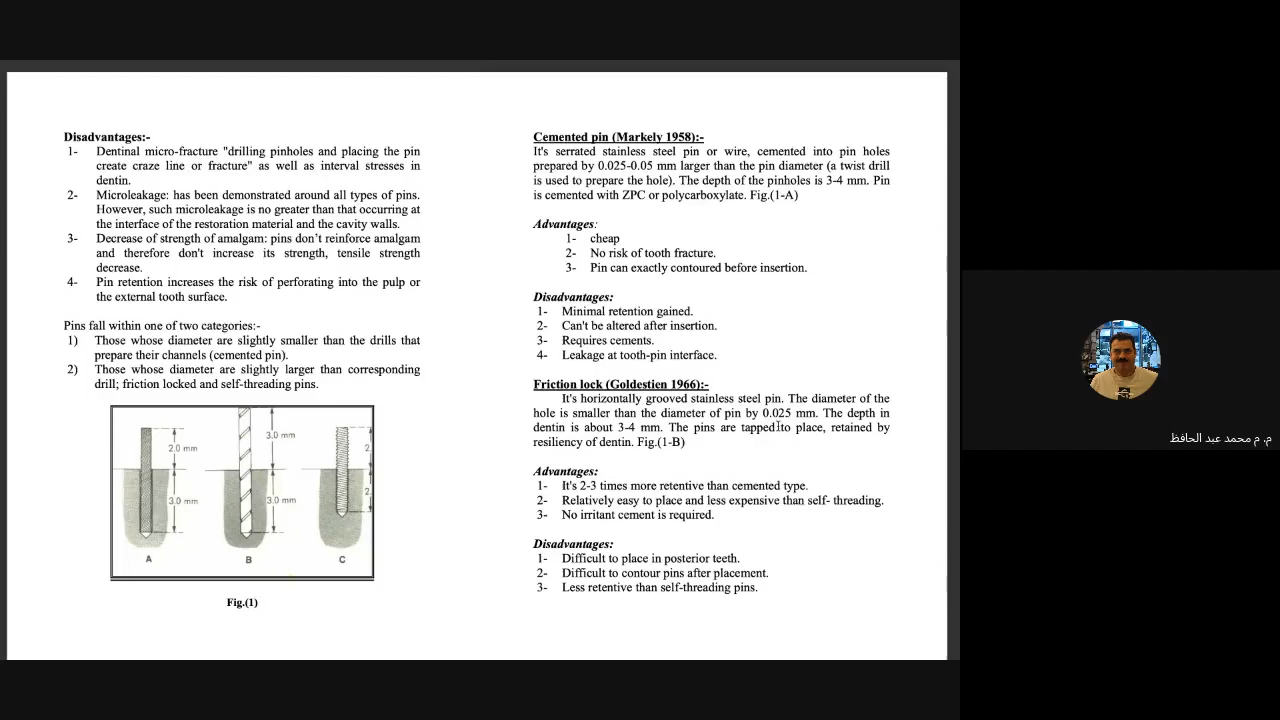 Disadvantages:-
1- Dentinal micro-fracture "drilling pinholes and placing the pin
create craze line or fracture" as well as interval stresses in
dentin.
2- Microleakage: has been demonstrated around all types of pins.
However, such microleakage is no greater than that occurring at
the interface of the restoration material and the cavity walls.
3- Decrease of strength of amalgam: pins don't reinforce amalgam
and therefore don't increase its strength, tensile strength
decrease.
4- Pin retention increases the risk of perforating into the pulp or
the external tooth surface.
Pins fall within one of two categories:-
1) Those whose diameter are slightly smaller than the drills that
prepare their channels (cemented pin).
2) Those whose diameter are slightly larger than corresponding
drill; friction locked and self-threading pins.
2.0 mm
3.0 mm
2.
3.0 mm
3.0 mm
2.
A
B
C
Fig.(1)
Cemented pin (Markely 1958):-
It's serrated stainless steel pin or wire, cemented into pin holes
prepared by 0.025-0.05 mm larger than the pin diameter (a twist drill
is used to prepare the hole). The depth of the pinholes is 3-4 mm. Pin
is cemented with ZPC or polycarboxylate. Fig.(1-A)
Advantages:
1- cheap
2- No risk of tooth fracture.
3- Pin can exactly contoured before insertion.
Disadvantages:
1- Minimal retention gained.
2- Can't be altered after insertion.
3- Requires cements.
4- Leakage at tooth-pin interface.
Friction lock (Goldestien 1966):-
It's horizontally grooved stainless steel pin. The diameter of the
hole is smaller than the diameter of pin by 0.025 mm. The depth in
dentin is about 3-4 mm. The pins are tapped to place, retained by
resiliency of dentin. Fig.(1-B)
Advantages:
1- It's 2-3 times more retentive than cemented type.
2- Relatively easy to place and less expensive than self- threading.
3- No irritant cement is required.
Disadvantages:
1- Difficult to place in posterior teeth.
2- Difficult to contour pins after placement.
3- Less retentive than self-threading pins.
م. م محمد عبد الحافظ